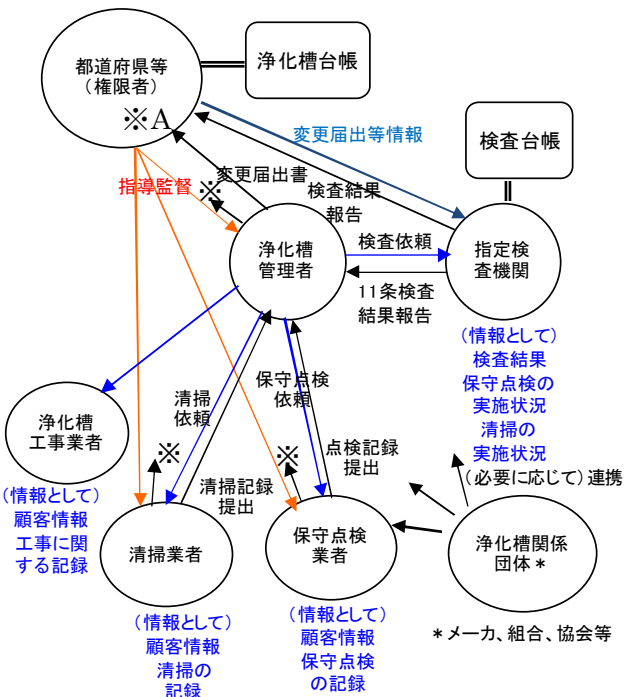 都道府県等
（権限者）
※A
浄化槽台帳
検査台帳
変更届出等情報
指導監督
※
変更届出書
検査結果
報告
浄化槽
管理者
検査依頼
指定検
査機関
11条検査
結果報告
（情報として）
検査結果
保守点検の
実施状況
清掃の
実施状況
（必要に応じて）連携
清掃
依頼
保守点検
依頼
浄化槽
工事業者
※
※
点検記録
提出
清掃記録
提出
（情報として）
顧客情報
工事に関
する記録
清掃業者
保守点検
業者
浄化槽関係
団体＊
＊メーカ、組合、協会等
（情報として）
顧客情報
清掃の
記録
（情報として）
顧客情報
保守点検
の記録